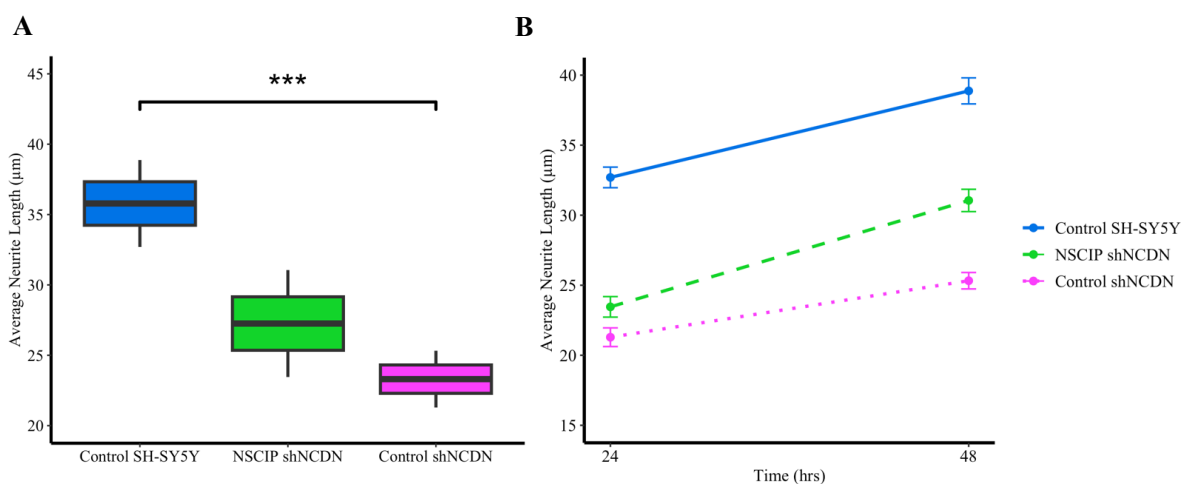 A
B
Average Neurite Length (μm)
45
40
35
30
25
20
***
Control SH-SY5Y
NSCIP shNCDN
Control shNCDN
Average Neurite Length (μm)
40
35
30
25
20
15
24
48
Time (hrs)
Control SH-SY5Y
NSCIP shNCDN
Control shNCDN